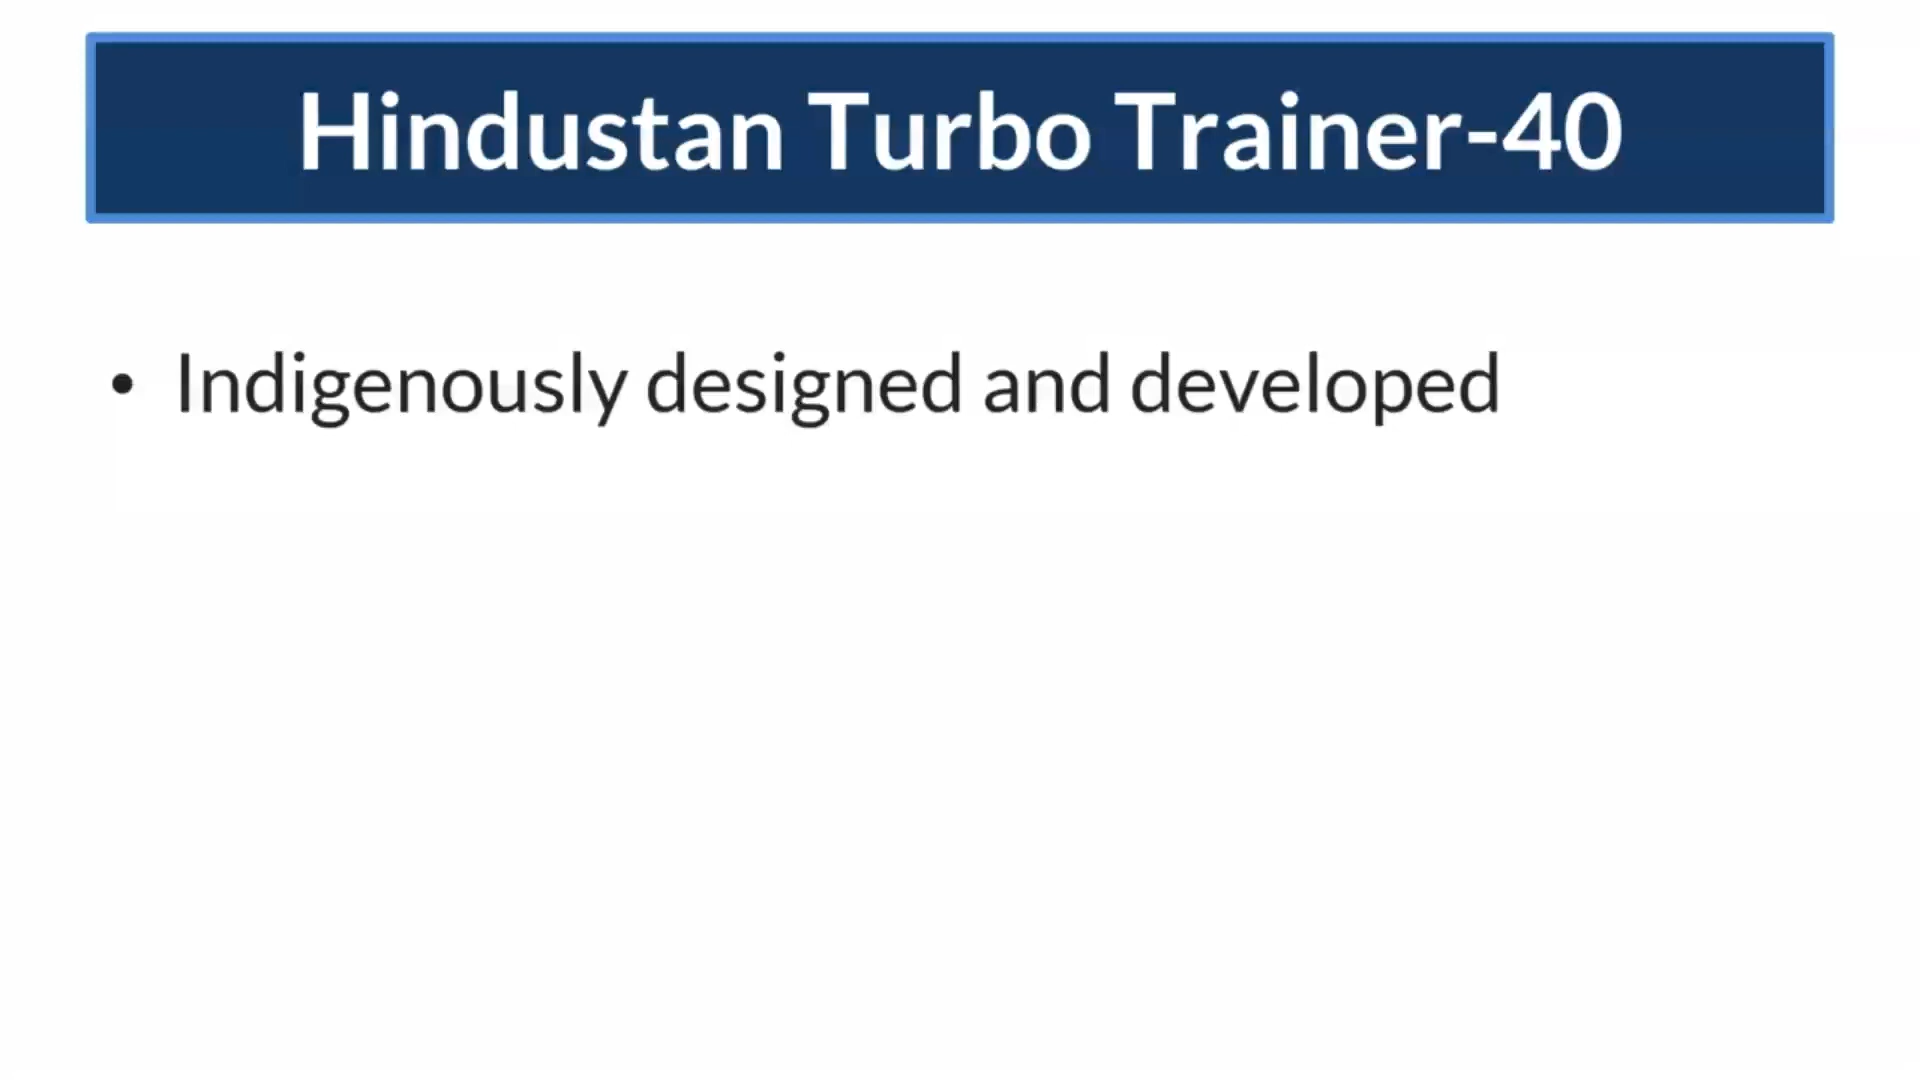 Hindustan Turbo Trainer-40
• Indigenously designed and developed